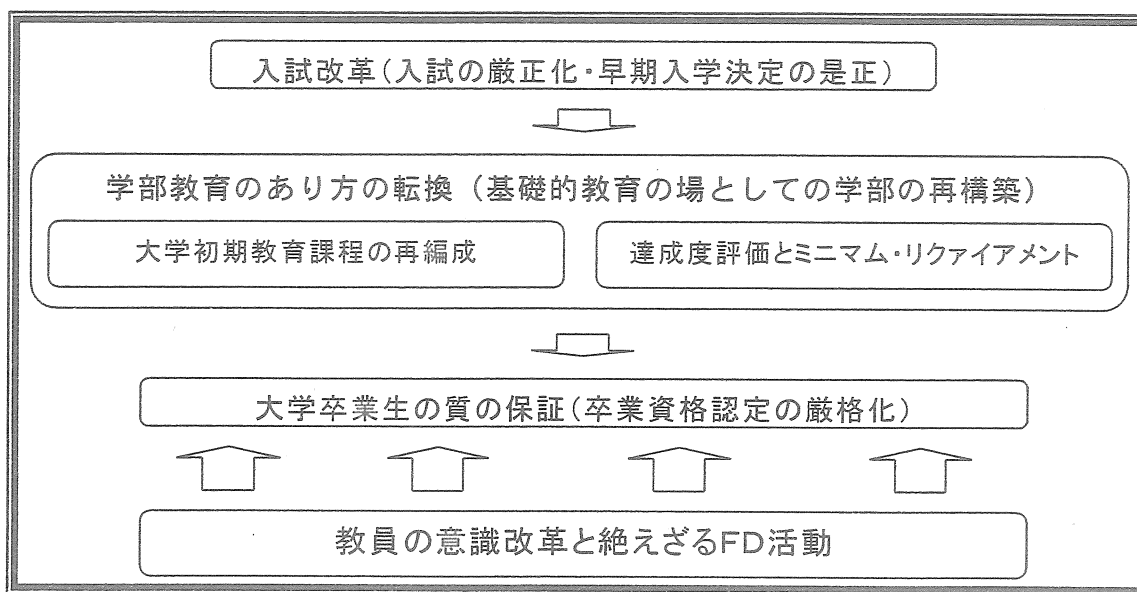 入試改革(入試の厳正化・早期入学決定の是正)
学部教育のあり方の転換(基礎的教育の場としての学部の再構築)
大学初期教育課程の再編成
達成度評価とミニマム・リクァイアメント
大学卒業生の質の保証(卒業資格認定の厳格化)
教員の意識改革と絶えざるFD活動